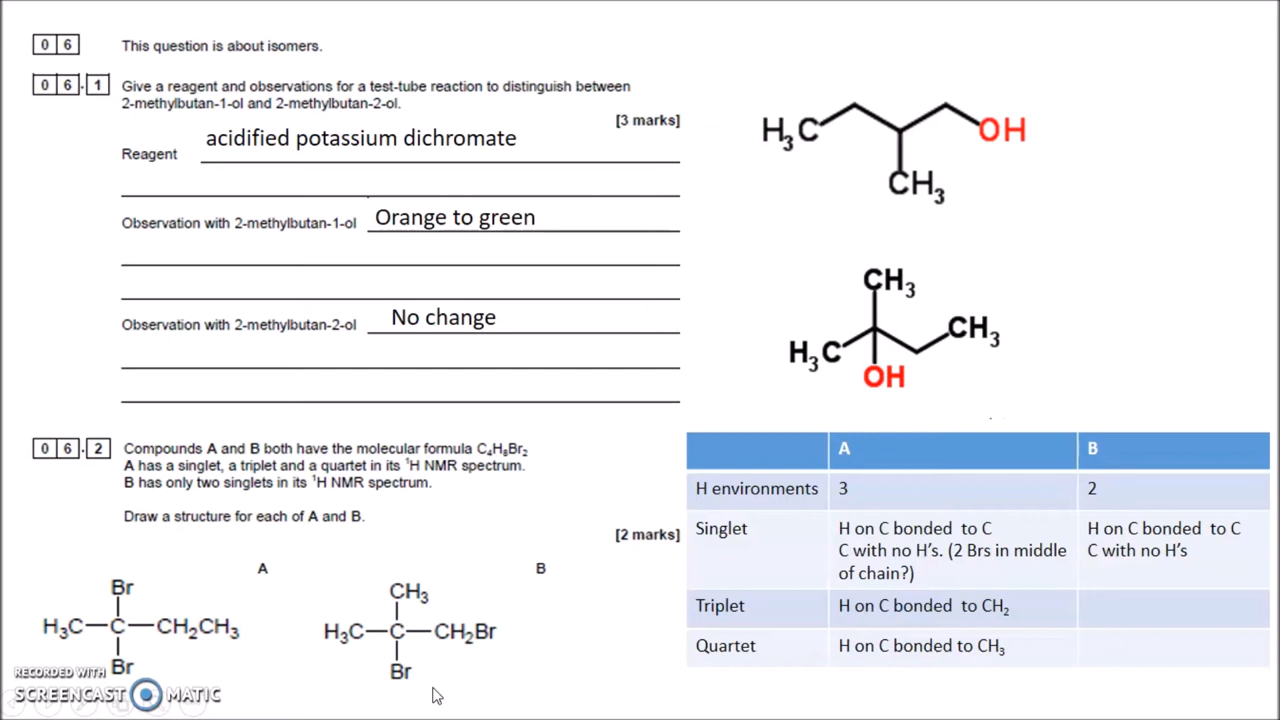 06 This question is about isomers.
06.1 Give a reagent and observations for a test-tube reaction to distinguish between
2-methylbutan-1-ol and 2-methylbutan-2-ol.
[3 marks]
acidified potassium dichromate
Reagent
Observation with 2-methylbutan-1-ol Orange to green
Observation with 2-methylbutan-2-ol No change
06.2 Compounds A and B both have the molecular formula C₄H₈Br₂
A has a singlet, a triplet and a quartet in its ¹H NMR spectrum.
B has only two singlets in its ¹H NMR spectrum.
Draw a structure for each of A and B.
[2 marks]
A
B
Br
H₃C C CH₂CH₃
Br
CH₃
H₃C C CH₂Br
Br
H₃C OH
CH₃
CH₃
CH₃
H₃C
OH
A B
H environments 3 2
Singlet H on C bonded to C H on C bonded to C
C with no H's. (2 Brs in middle C with no H's
of chain?)
Triplet H on C bonded to CH₂
Quartet H on C bonded to CH₃
RECORDED WITH
SCREENCAST MATIC